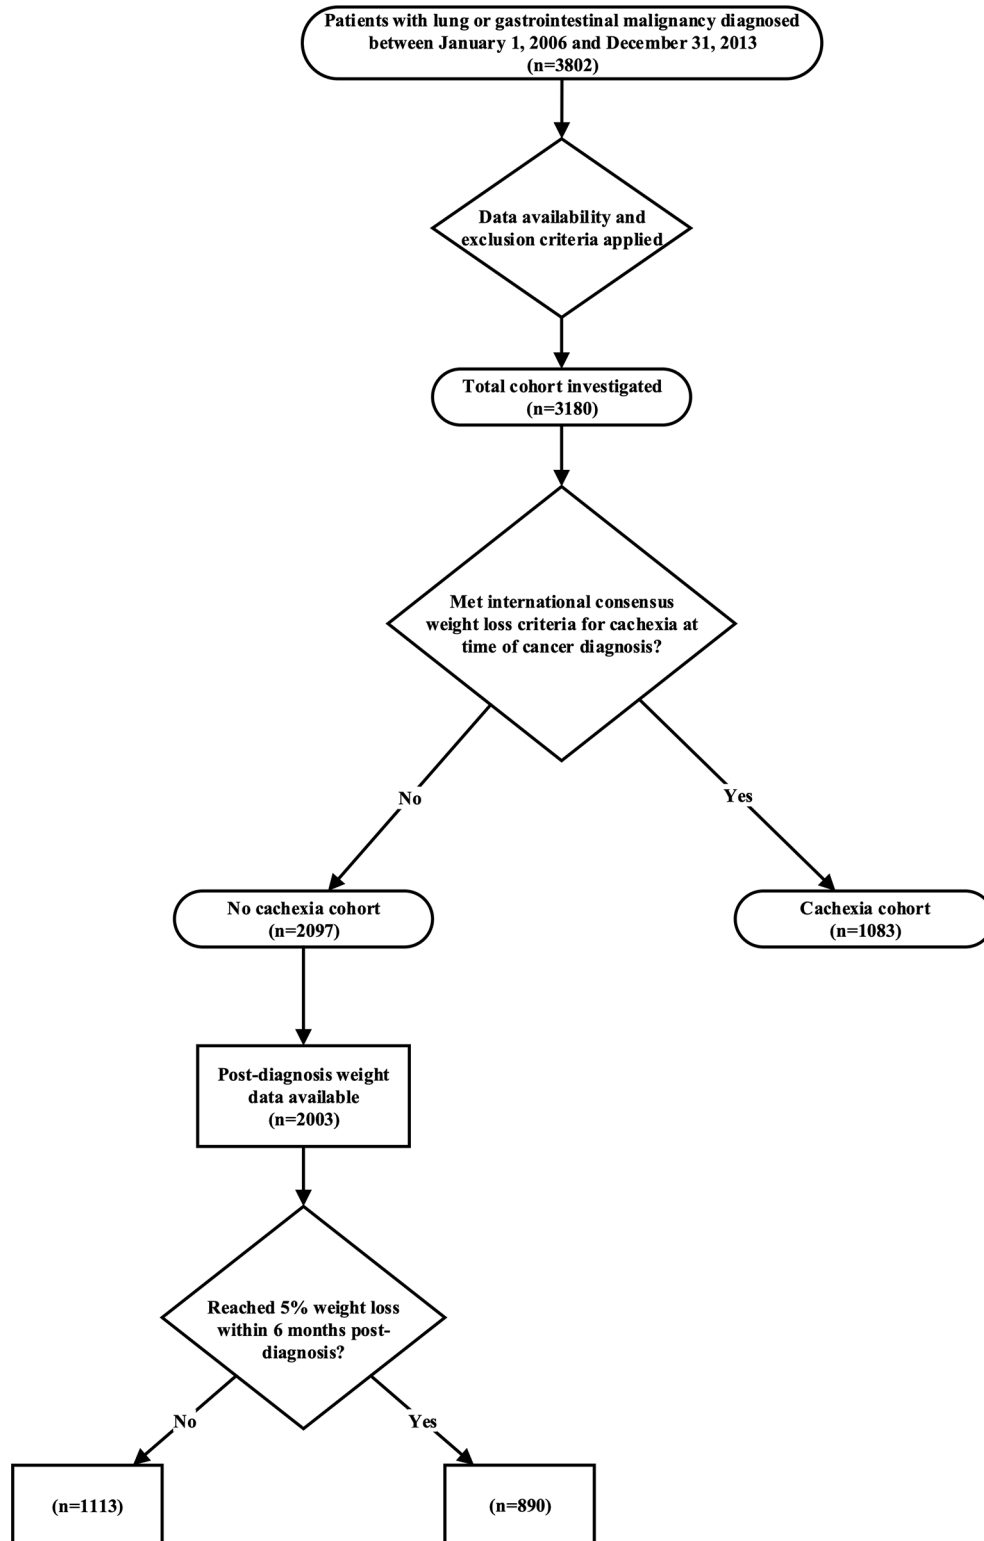 Patients with lung or gastrointestinal malignancy diagnosed
between January 1, 2006 and December 31, 2013
(n=3802)
Data availability and
exclusion criteria applied
Total cohort investigated
(n=3180)
Met international consensus
weight loss criteria for cachexia at
time of cancer diagnosis?
No
Yes
No cachexia cohort
(n=2097)
Cachexia cohort
(n=1083)
Post-diagnosis weight
data available
(n=2003)
Reached 5% weight loss
within 6 months post-
diagnosis?
No
Yes
(n=1113)
(n=890)